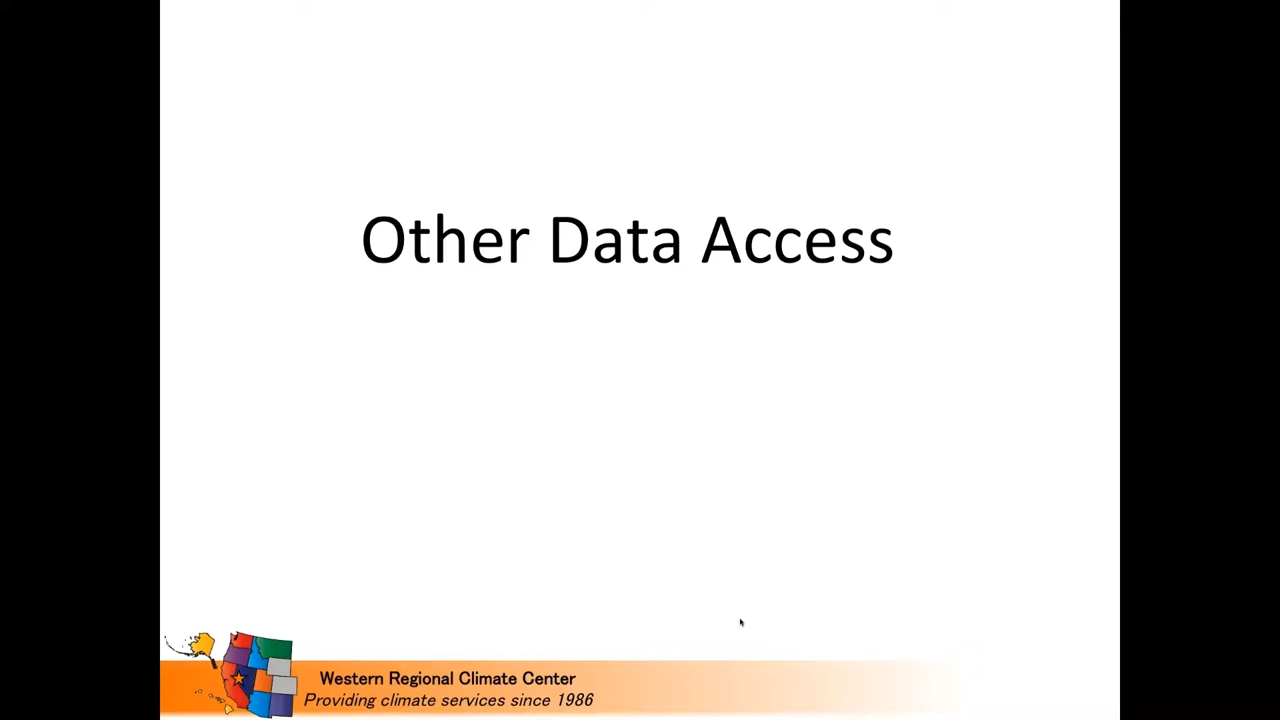 Other Data Access
Western Regional Climate Center
Providing climate services since 1986